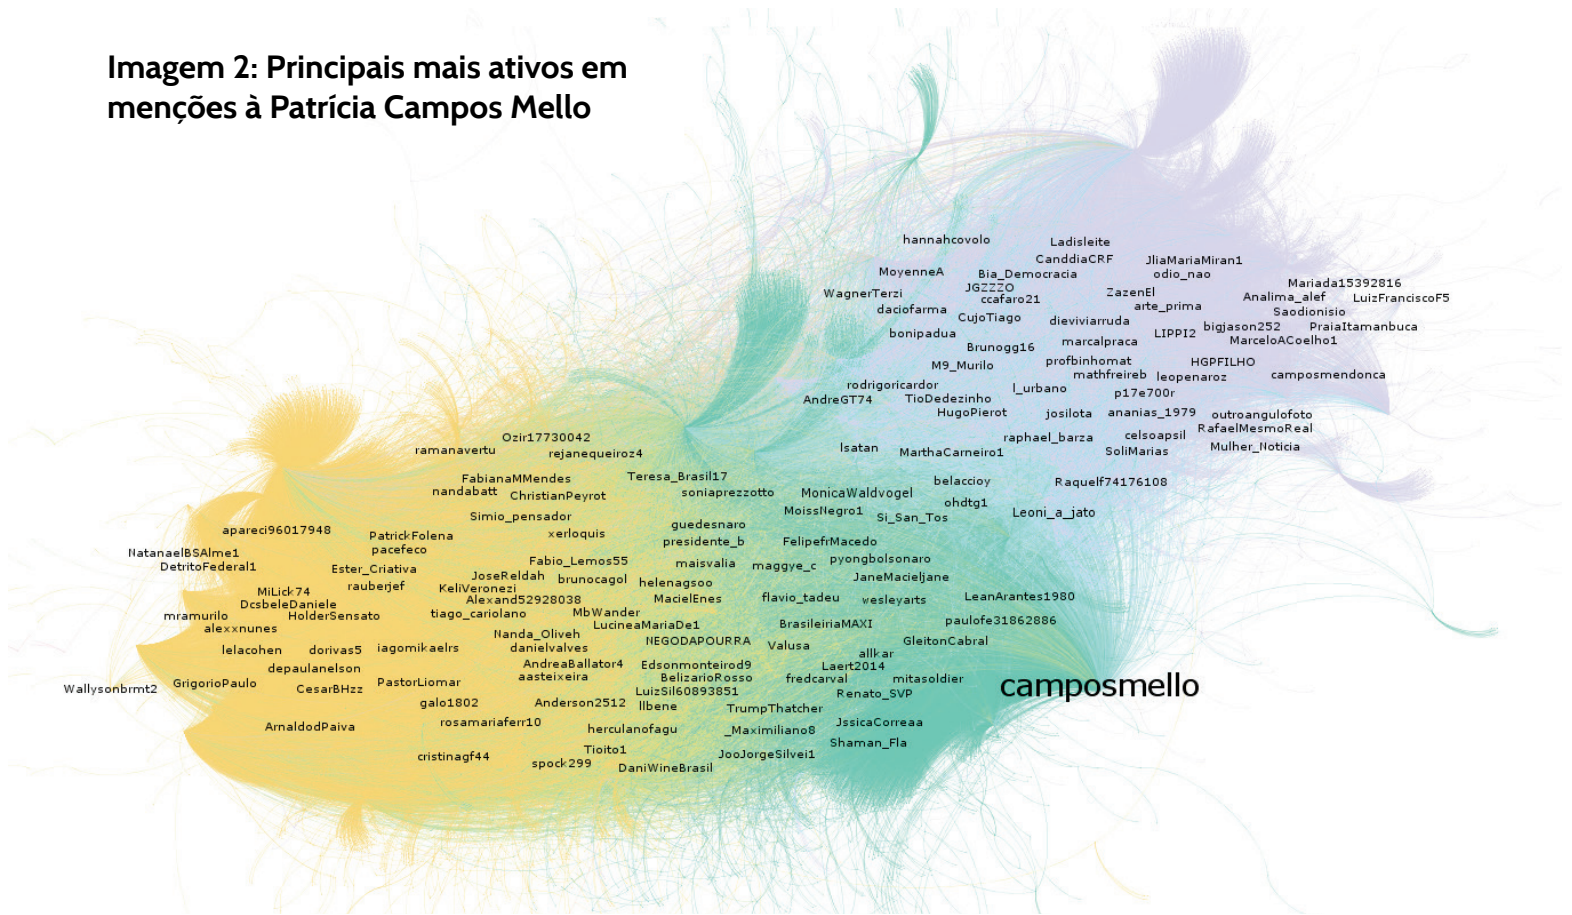 Imagem 2: Principais mais ativos em
menções à Patrícia Campos Mello
hannahcovolo
Ladisleite
CanddiaCRF
JliaMariaMiran1
MoyenneA
Bia_Democracia
odio_nao
Mariada15392816
WagnerTerzi
JGZZZO
ccafaro21
ZazenEl
Analima_alef
LuizFranciscoF5
daciofarma
arte_prima
Saodionisio
CujoTiago
dieviviarruda
bigjason252
PraiaItamanbuca
bonipadua
marcalpraca
LIPPI2
MarceloACoelho1
Brunogg16
M9_Murilo
profbinhomat
HGPFILHO
mathfreireb
leopenaroz
camposmendonca
rodrigoricardor
l_urbano
p17e700r
AndreGT74
TioDedezinho
HugoPierot
josilota
ananias_1979
outroangulofoto
RafaelMesmoReal
Ozir17730042
raphael_barza
celsoapsil
ramanavertu
rejanequeiroz4
lsatan
MarthaCarneiro1
SoliMarias
Mulher_Noticia
FabianaMMendes
Teresa_Brasil17
belaccioy
Raquelf74176108
nandabatt
ChristianPeyrot
soniaprezzotto
MonicaWaldvogel
ohdtg1
Simio_pensador
MoissNegro1
Si_San_Tos
Leoni_a_jato
apareci96017948
guedesnaro
PatrickFolena
xerloquis
presidente_b
FelipefrMacedo
pacefeco
NatanaelBSAlme1
DetritoFederal1
Ester_Criativa
Fabio_Lemos55
maisvalia
maggye_c
pyongbolsonaro
JoseReldah
brunocagol
helenagsoo
JaneMacieljane
MiLick74
rauberjef
KeliVeronezi
DcsbeleDaniele
Alexand52928038
MacielEnes
flavio_tadeu
wesleyarts
LeanArantes1980
mramurilo
HolderSensato
tiago_cariolano
MbWander
alexxnunes
LucineaMariaDe1
BrasileiriaMAXI
paulofe31862886
Nanda_Oliveh
NEGODAPOURRA
GleitonCabral
lelacohen
dorivas5
iagomikaelrs
danielvalves
Valusa
allkar
depaulanelson
AndreaBallator4
Edsonmonteirod9
Laert2014
Wallysonbrmt2
GrigorioPaulo
CesarBHzz
PastorLiomar
aasteixeira
BelizarioRosso
fredcarval
mitasoldier
camposmello
LuizSil60893851
Renato_SVP
galo1802
Anderson2512
llbene
TrumpThatcher
ArnaldodPaiva
rosamariaferr10
herculanofagu
_Maximiliano8
JssicaCorreaa
Shaman_Fla
cristinagf44
Tioito1
JooJorgeSilvei1
spock299
DaniWineBrasil